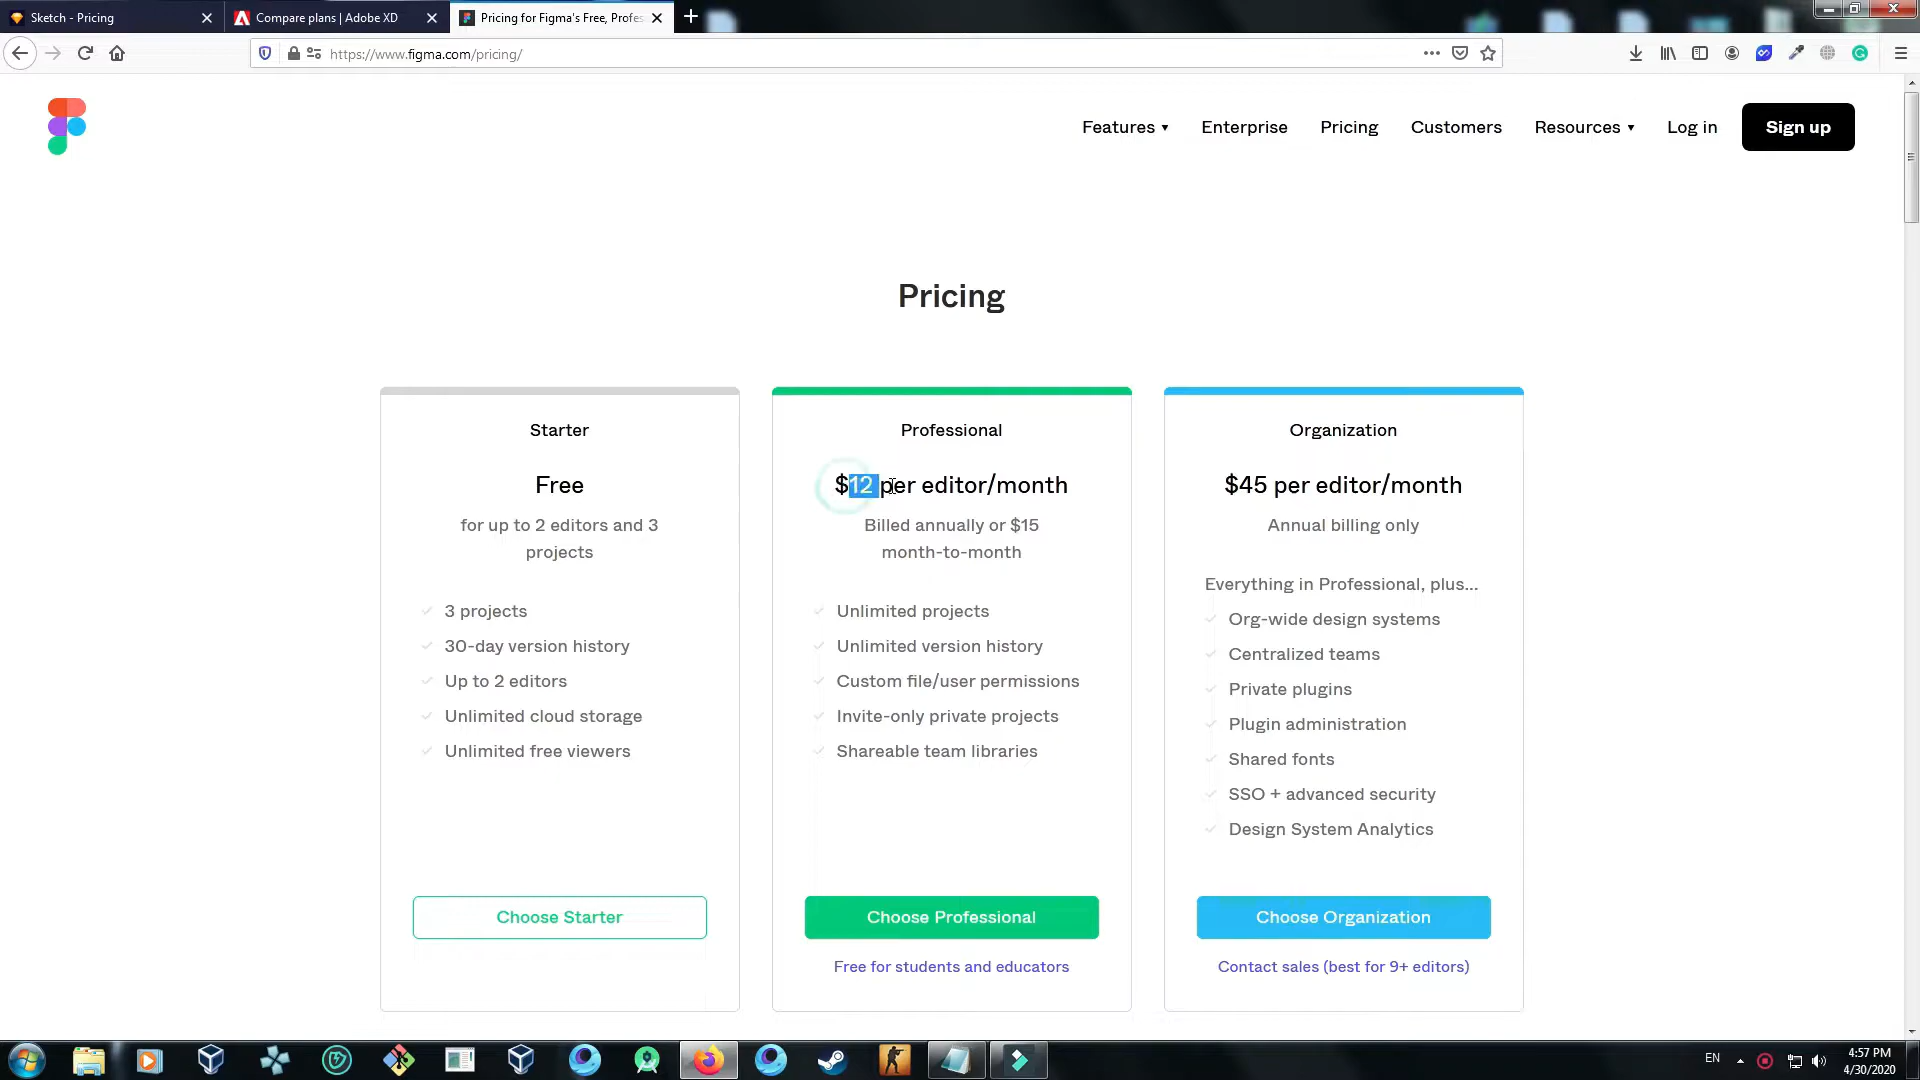 Sketch - Pricing
Compare plans | Adobe XD
Pricing for Figma's Free, Profes
https://www.figma.com/pricing/
Features
Enterprise
Pricing
Customers
Resources
Log in
Sign up
Pricing
Starter
Free
for up to 2 editors and 3
projects
3 projects
30-day version history
Up to 2 editors
Unlimited cloud storage
Unlimited free viewers
Choose Starter
Professional
$12 per editor/month
Billed annually or $15
month-to-month
Unlimited projects
Unlimited version history
Custom file/user permissions
Invite-only private projects
Shareable team libraries
Choose Professional
Free for students and educators
Organization
$45 per editor/month
Annual billing only
Everything in Professional, plus...
Org-wide design systems
Centralized teams
Private plugins
Plugin administration
Shared fonts
SSO + advanced security
Design System Analytics
Choose Organization
Contact sales (best for 9+ editors)
EN
4:57 PM
4/30/2020